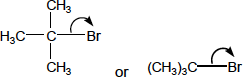 CH₃
H₃C C Br
CH₃ or (CH₃)₃C Br